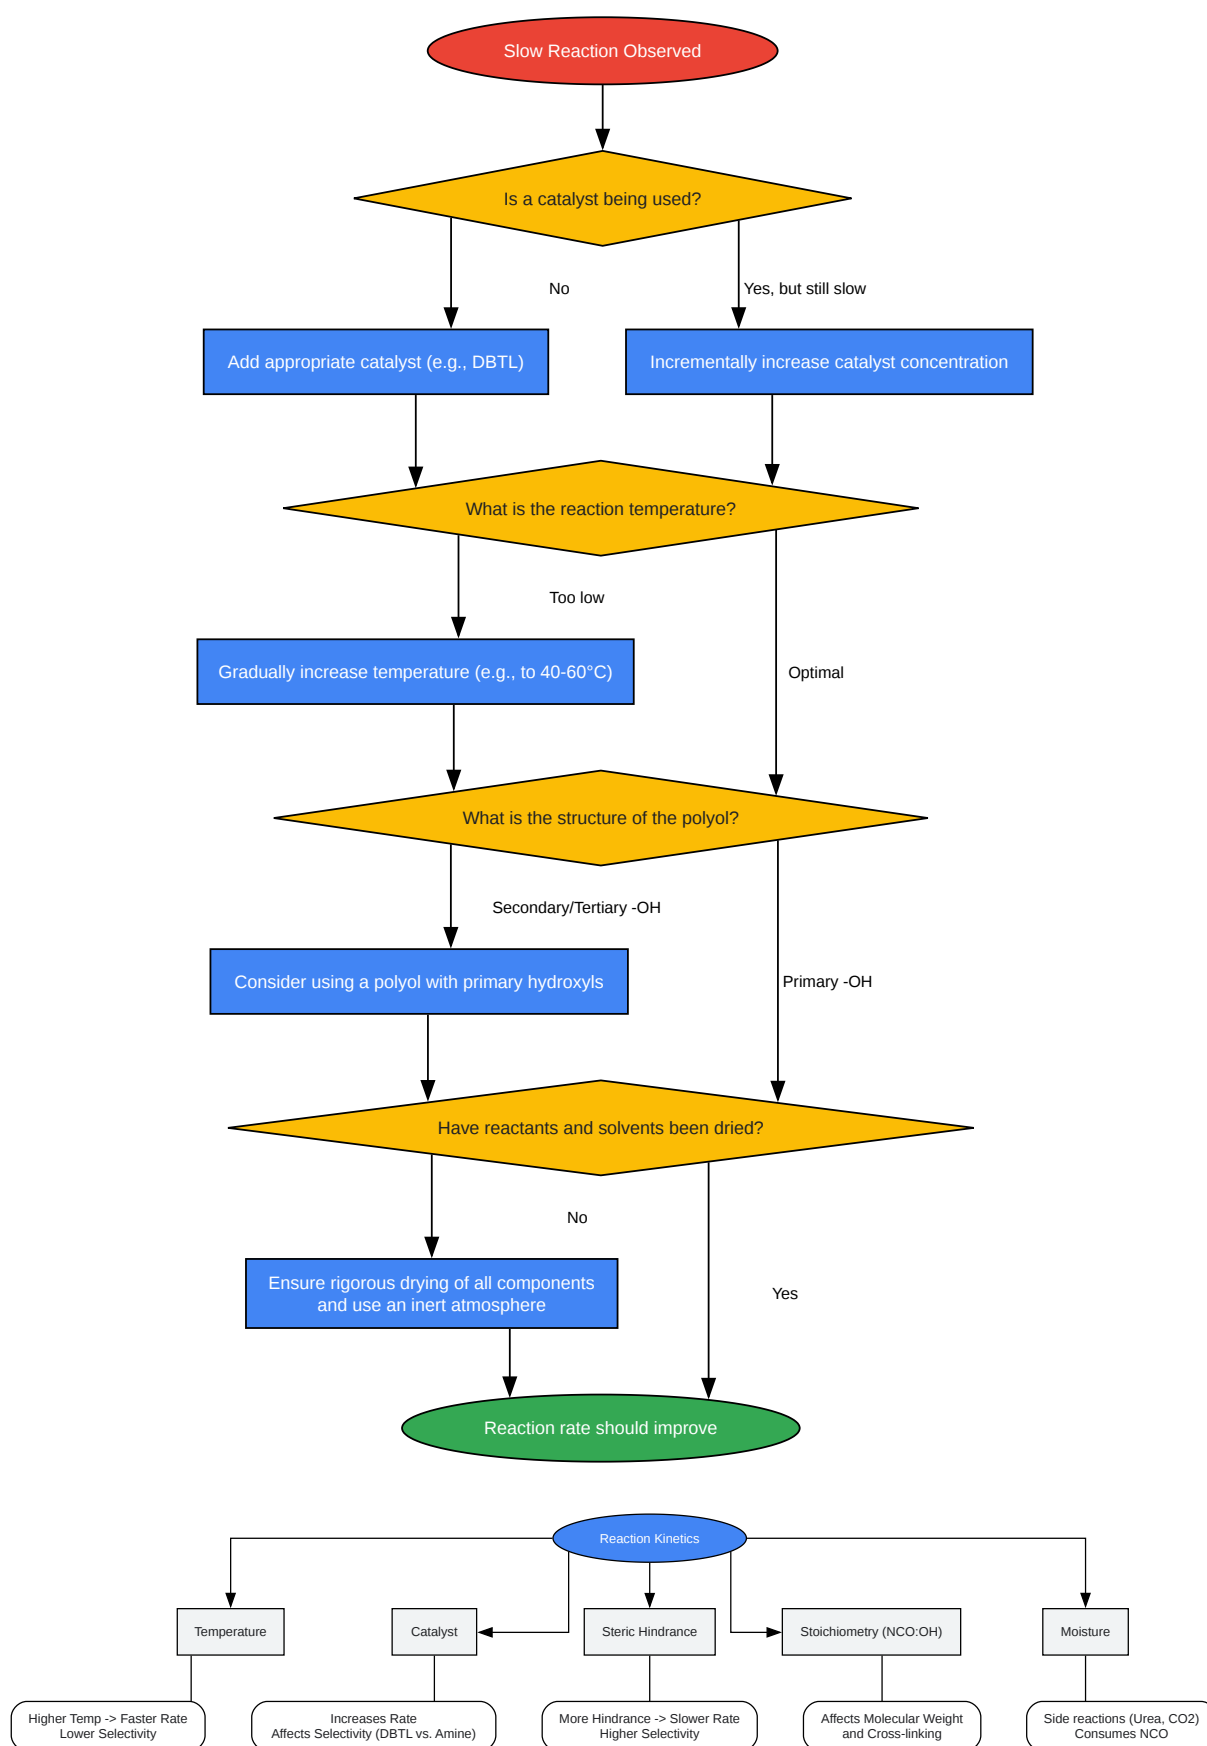 Slow Reaction Observed
Is a catalyst being used?
No
Yes, but still slow
Add appropriate catalyst (e.g., DBTL)
Incrementally increase catalyst concentration
What is the reaction temperature?
Too low
Gradually increase temperature (e.g., to 40-60°C)
Optimal
What is the structure of the polyol?
Secondary/Tertiary -OH
Consider using a polyol with primary hydroxyls
Primary -OH
Have reactants and solvents been dried?
No
Ensure rigorous drying of all components
and use an inert atmosphere
Yes
Reaction rate should improve
Reaction Kinetics
Temperature
Catalyst
Steric Hindrance
Stoichiometry (NCO:OH)
Moisture
Higher Temp -> Faster Rate
Lower Selectivity
Increases Rate
Affects Selectivity (DBTL vs. Amine)
More Hindrance -> Slower Rate
Higher Selectivity
Affects Molecular Weight
and Cross-linking
Side reactions (Urea, CO2)
Consumes NCO